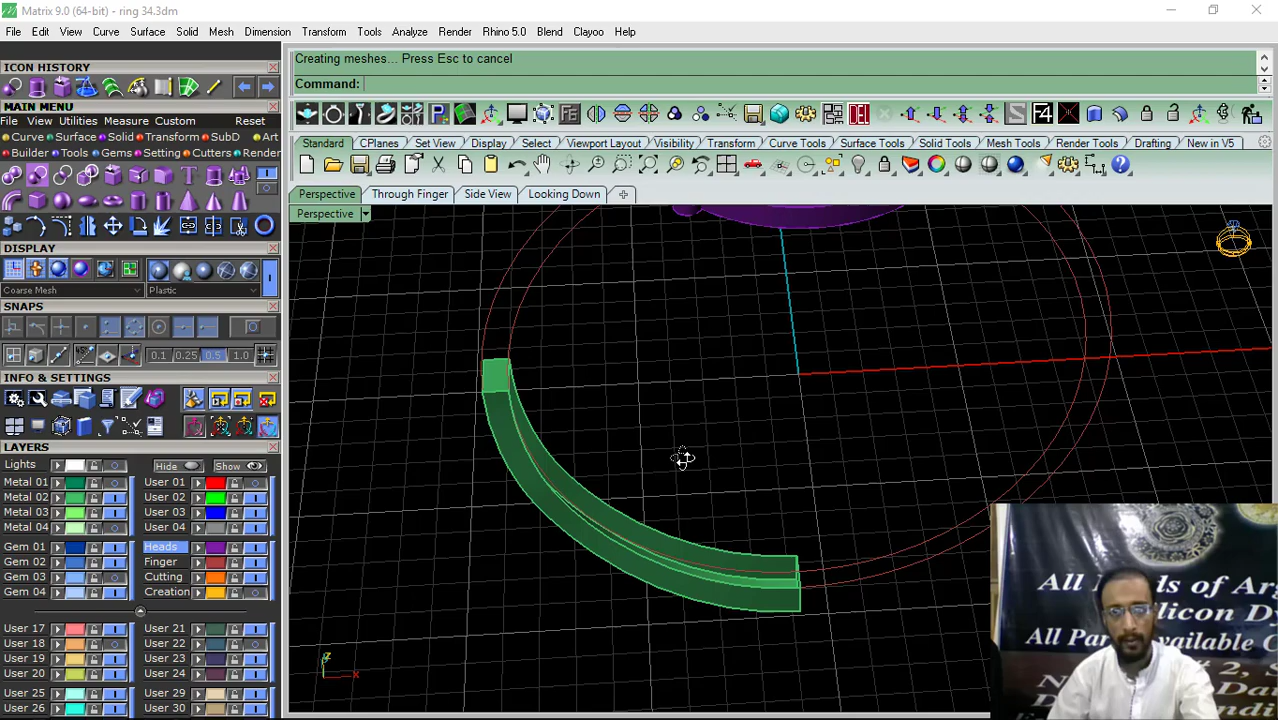 Matrix 9.0 (64-bit) - ring 34.3dm
File Edit View Curve Surface Solid Mesh Dimension Transform Tools Analyze Render Rhino 5.0 Blend Clayoo Help
ICON HISTORY
MAIN MENU
File View Utilities Measure Custom Reset
Curve Surface Solid Transform SubD Art
Builder Tools Gems Setting Cutters Render
DISPLAY
Coarse Mesh Plastic
SNAPS
0.1 0.25 0.5 1.0
INFO & SETTINGS
LAYERS
Lights Hide Show
Metal 01 User 01
Metal 02 User 02
Metal 03 User 03
Metal 04 User 04
Gem 01 Heads
Gem 02 Finger
Gem 03 Cutting
Gem 04 Creation
User 17 User 21
User 18 User 22
User 19 User 23
User 20 User 24
User 25 User 29
User 26 User 30
Creating meshes... Press Esc to cancel
Command:
F4
Standard CPlanes Set View Display Select Viewport Layout Visibility Transform Curve Tools Surface Tools Solid Tools Mesh Tools Render Tools Drafting New in V5
Perspective Through Finger Side View Looking Down
Perspective
z
x
All
All Par Available